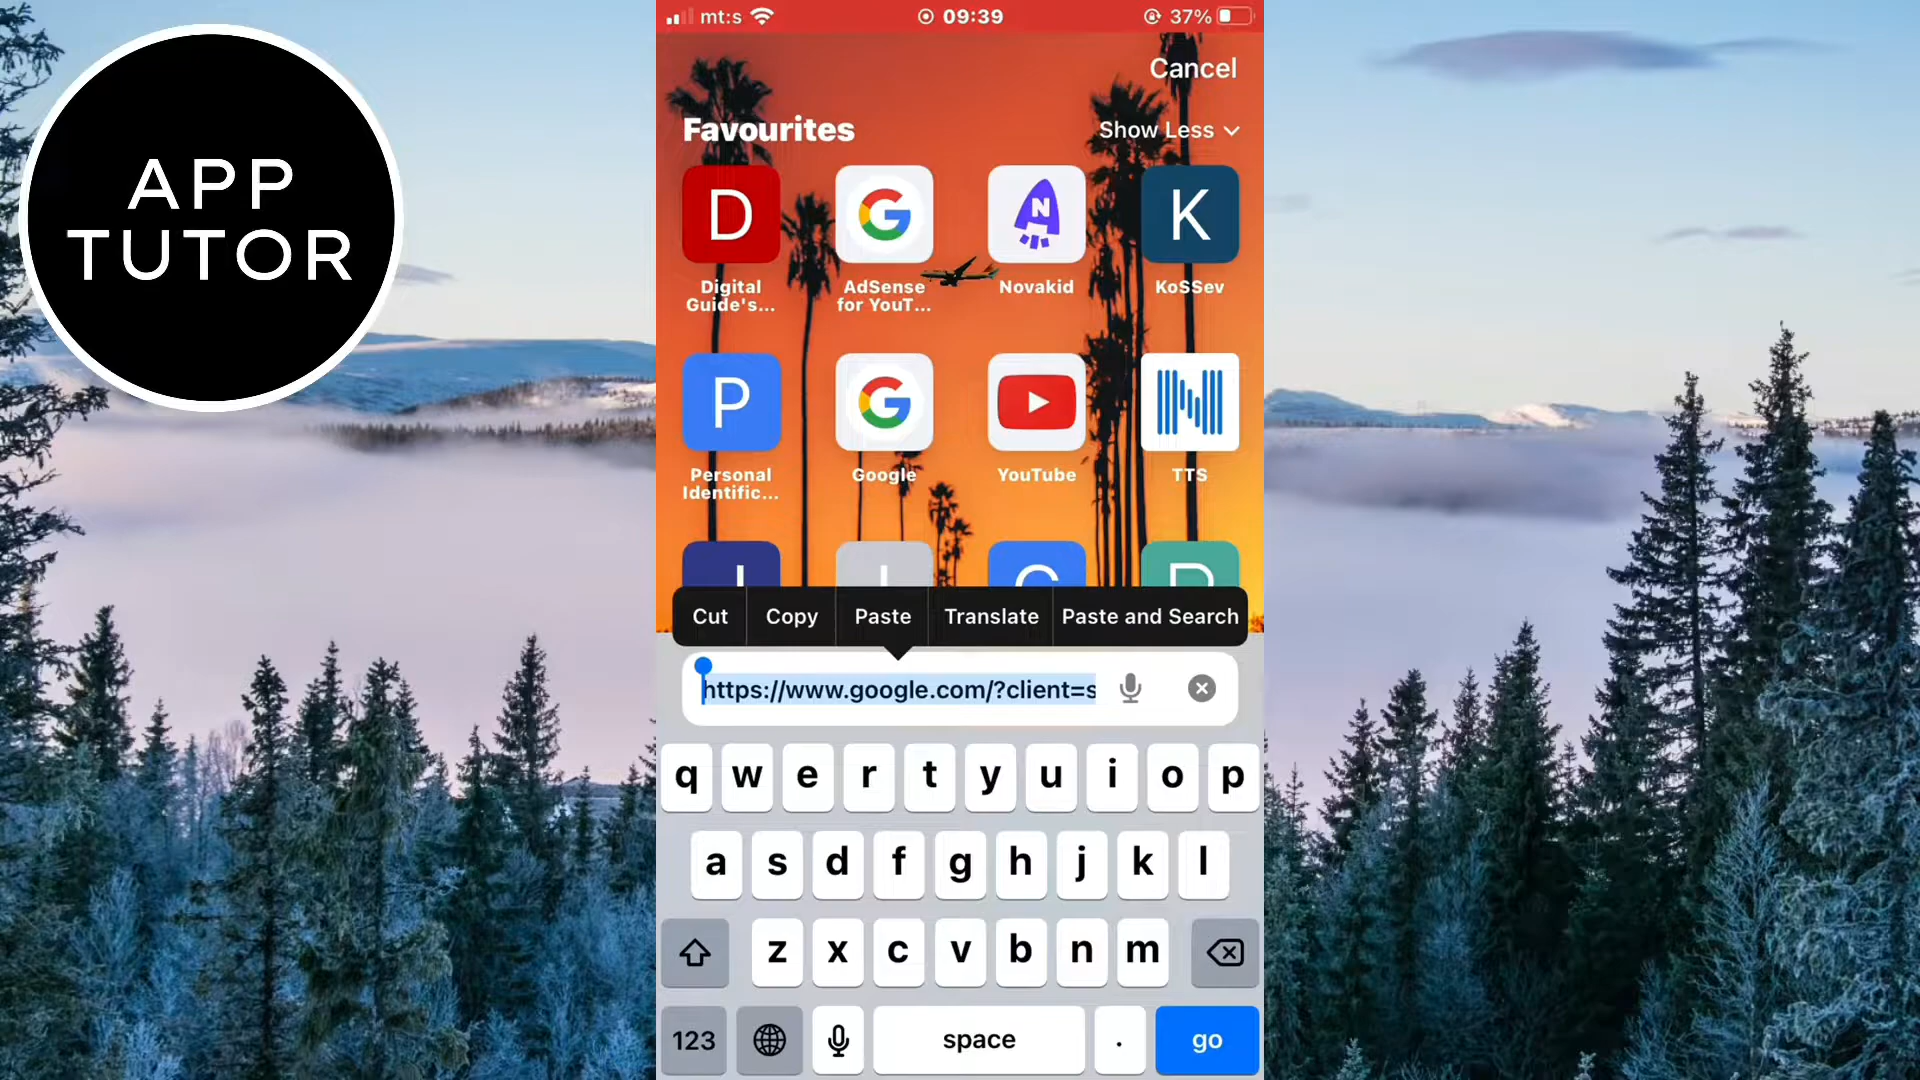 APP
TUTOR
mt:s 09:39 37%
Cancel
Favourites Show Less
D G N K
Digital
Guide's...
AdSense
for YouT...
Novakid
KoSSev
P G
Personal
Identific...
Google
YouTube
TTS
Cut Copy Paste Translate Paste and Search
https://www.google.com/?client=s
q w e r t y u i o p
a s d f g h j k l
z x c v b n m
123 space . go